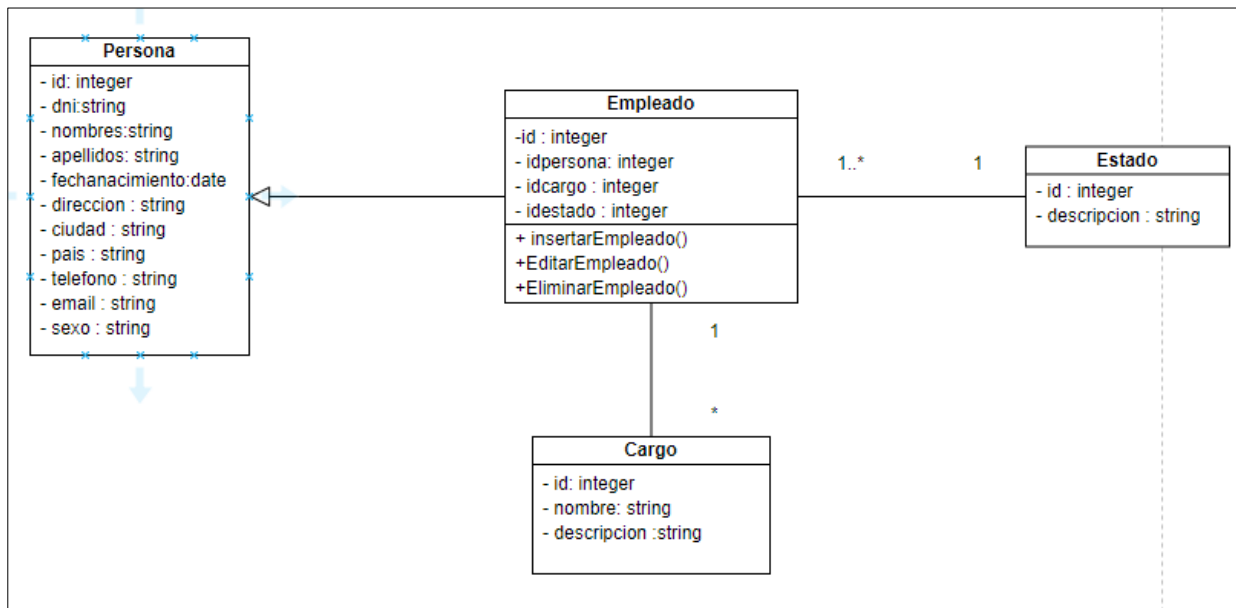 Persona
- id: integer
- dni:string
- nombres:string
- apellidos: string
- fechanacimiento:date
- direccion : string
- ciudad : string
- pais : string
- telefono : string
- email : string
- sexo : string
Empleado
-id : integer
- idpersona: integer
- idcargo : integer
- idestado : integer
+ insertarEmpleado()
+EditarEmpleado()
+EliminarEmpleado()
1..*
1
Estado
- id : integer
- descripcion : string
1
*
Cargo
- id: integer
- nombre: string
- descripcion :string